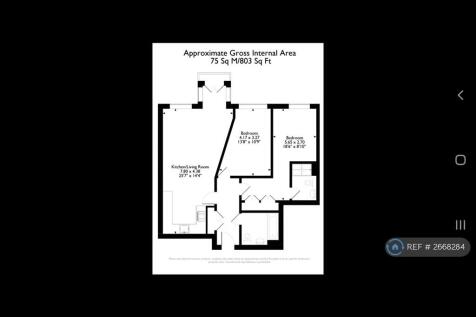 Approximate Gross Internal Area
75 Sq M/803 Sq Ft
Bedroom
4.17 x 3.27
13'8" x 10'9"
Bedroom
5.65 x 2.70
18'6" x 8'10"
Kitchen/Living Room
7.80 x 4.38
25'7" x 14'4"
REF # 2668284